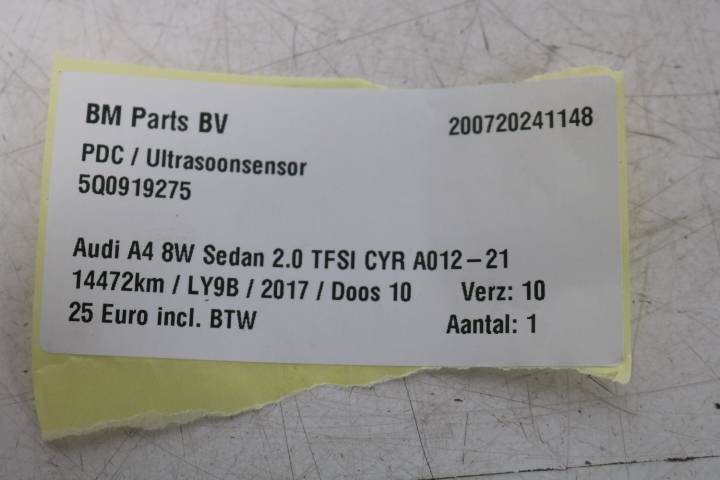 BM Parts BV 200720241148
PDC / Ultrasoonsensor
5Q0919275
Audi A4 8W Sedan 2.0 TFSI CYR A012-21
14472km / LY9B / 2017 / Doos 10 Verz: 10
25 Euro incl. BTW Aantal: 1